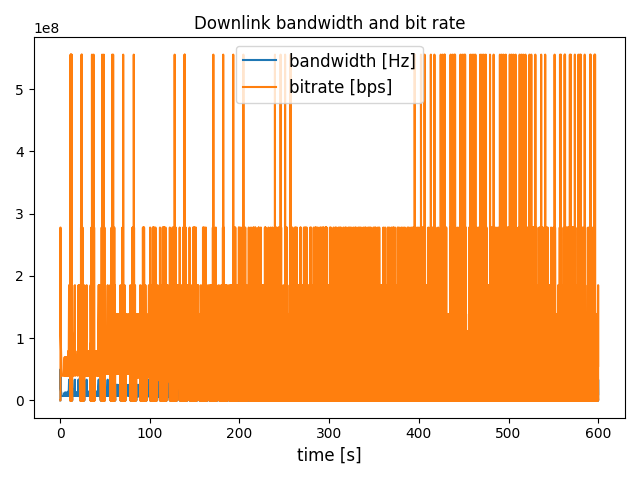 Downlink bandwidth and bit rate
1e8
bandwidth [Hz]
bitrate [bps]
5
4
3
2
1
0
0 100 200 300 400 500 600
time [s]